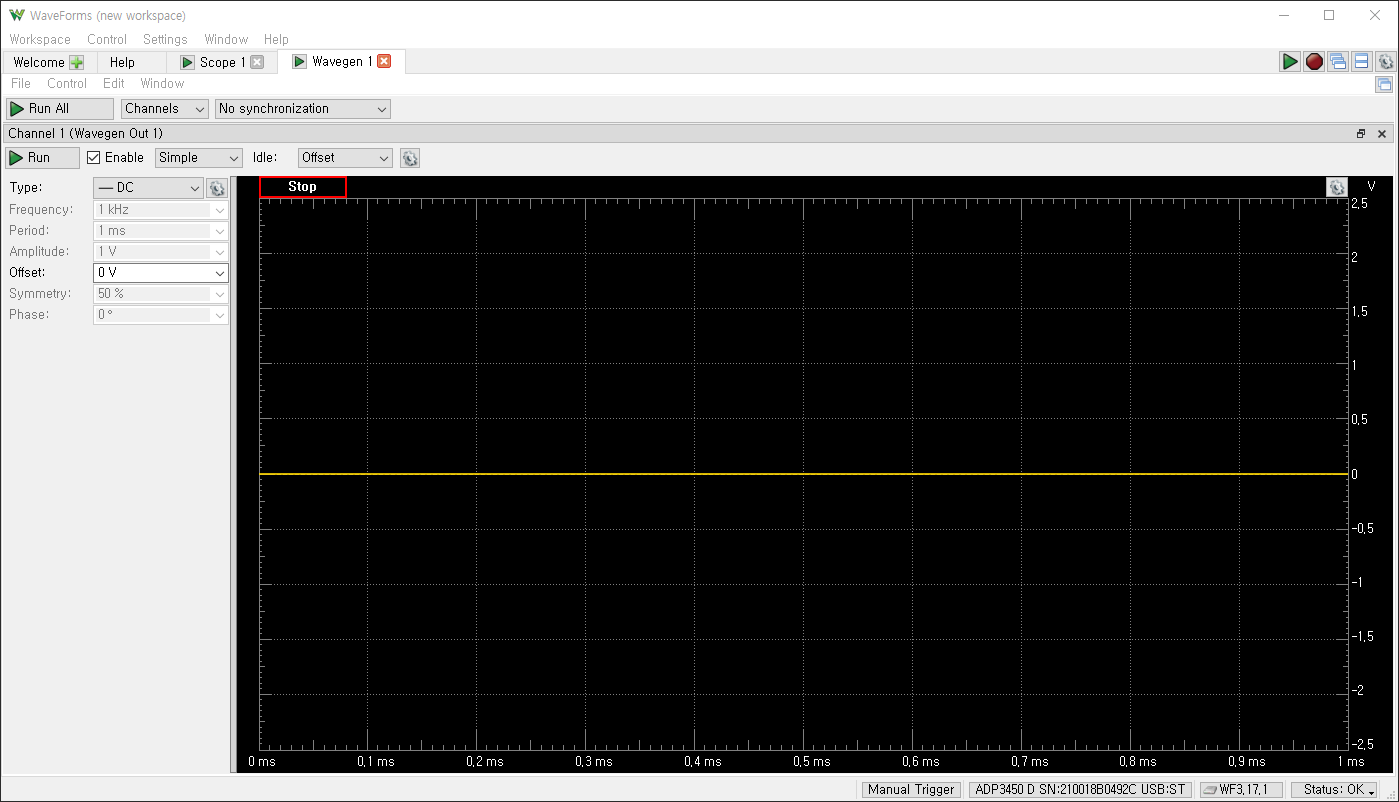 WaveForms (new workspace)
Workspace Control Settings Window Help
Welcome Help Scope 1 Wavegen 1
File Control Edit Window
Run All Channels No synchronization
Channel 1 (Wavegen Out 1)
Run Enable Simple Idle: Offset
Type: DC
Frequency: 1 kHz
Period: 1 ms
Amplitude: 1 V
Offset: 0 V
Symmetry: 50 %
Phase: 0 °
Stop V
2,5
2
1,5
1
0,5
0
-0,5
-1
-1,5
-2
-2,5
0 ms 0,1 ms 0,2 ms 0,3 ms 0,4 ms 0,5 ms 0,6 ms 0,7 ms 0,8 ms 0,9 ms 1 ms
Manual Trigger ADP3450 D SN:210018B0492C USB:ST WF3,17,1 Status: OK